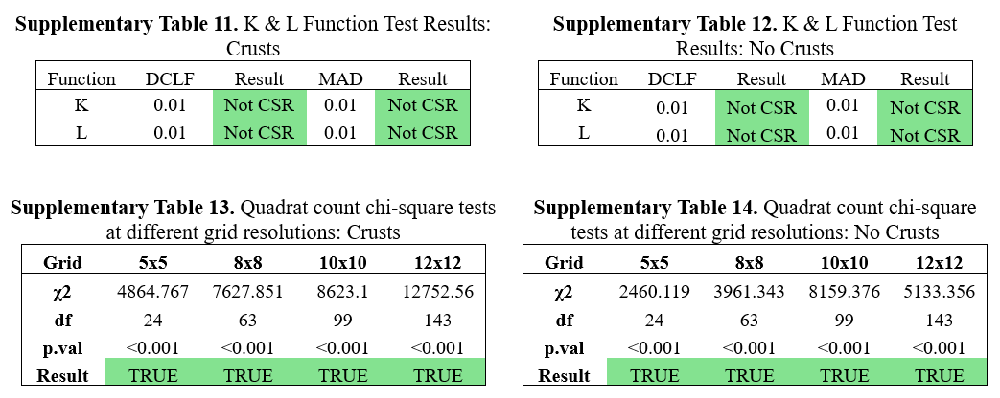 Supplementary Table 11. K & L Function Test Results:
Crusts
Function DCLF Result MAD Result
K 0.01 Not CSR 0.01 Not CSR
L 0.01 Not CSR 0.01 Not CSR
Supplementary Table 12. K & L Function Test
Results: No Crusts
Function DCLF Result MAD Result
K 0.01 Not CSR 0.01 Not CSR
L 0.01 Not CSR 0.01 Not CSR
Supplementary Table 13. Quadrat count chi-square tests
at different grid resolutions: Crusts
Grid 5x5 8x8 10x10 12x12
χ2 4864.767 7627.851 8623.1 12752.56
df 24 63 99 143
p.val <0.001 <0.001 <0.001 <0.001
Result TRUE TRUE TRUE TRUE
Supplementary Table 14. Quadrat count chi-square
tests at different grid resolutions: No Crusts
Grid 5x5 8x8 10x10 12x12
χ2 2460.119 3961.343 8159.376 5133.356
df 24 63 99 143
p.val <0.001 <0.001 <0.001 <0.001
Result TRUE TRUE TRUE TRUE